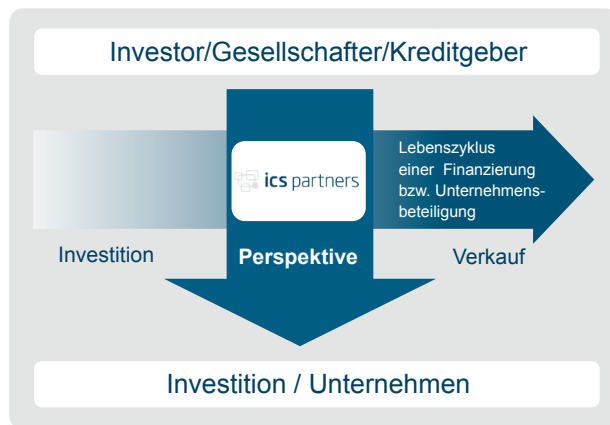 Investor/Gesellschafter/Kreditgeber
ics partners
Lebenszyklus
einer Finanzierung
bzw. Unternehmens-
beteiligung
Investition
Perspektive
Verkauf
Investition / Unternehmen